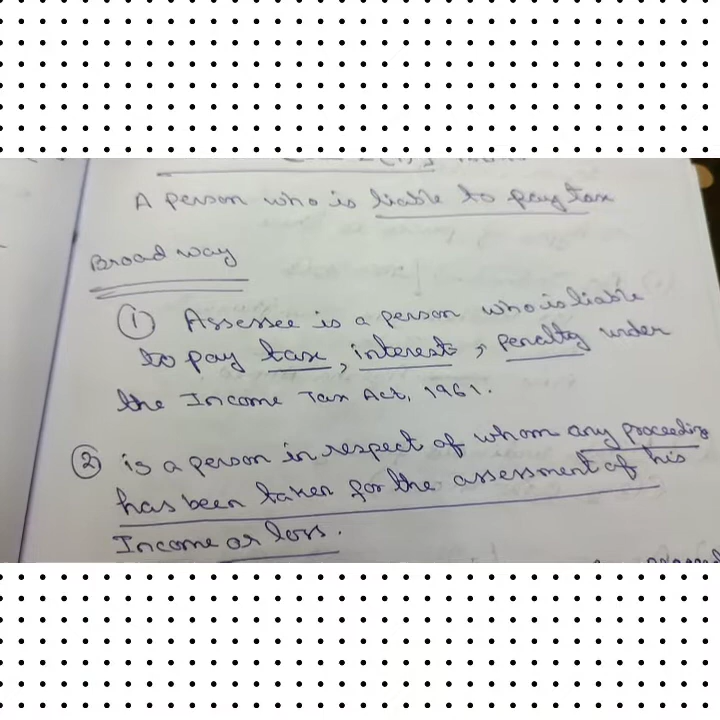 A person who is liable to pay tax
Broad way
① Assessee is a person who is liable
to pay tax, interest, penalty under
the Income Tax Act, 1961.
② is a person in respect of whom any proceeding
has been taken for the assessment of his
Income or loss.